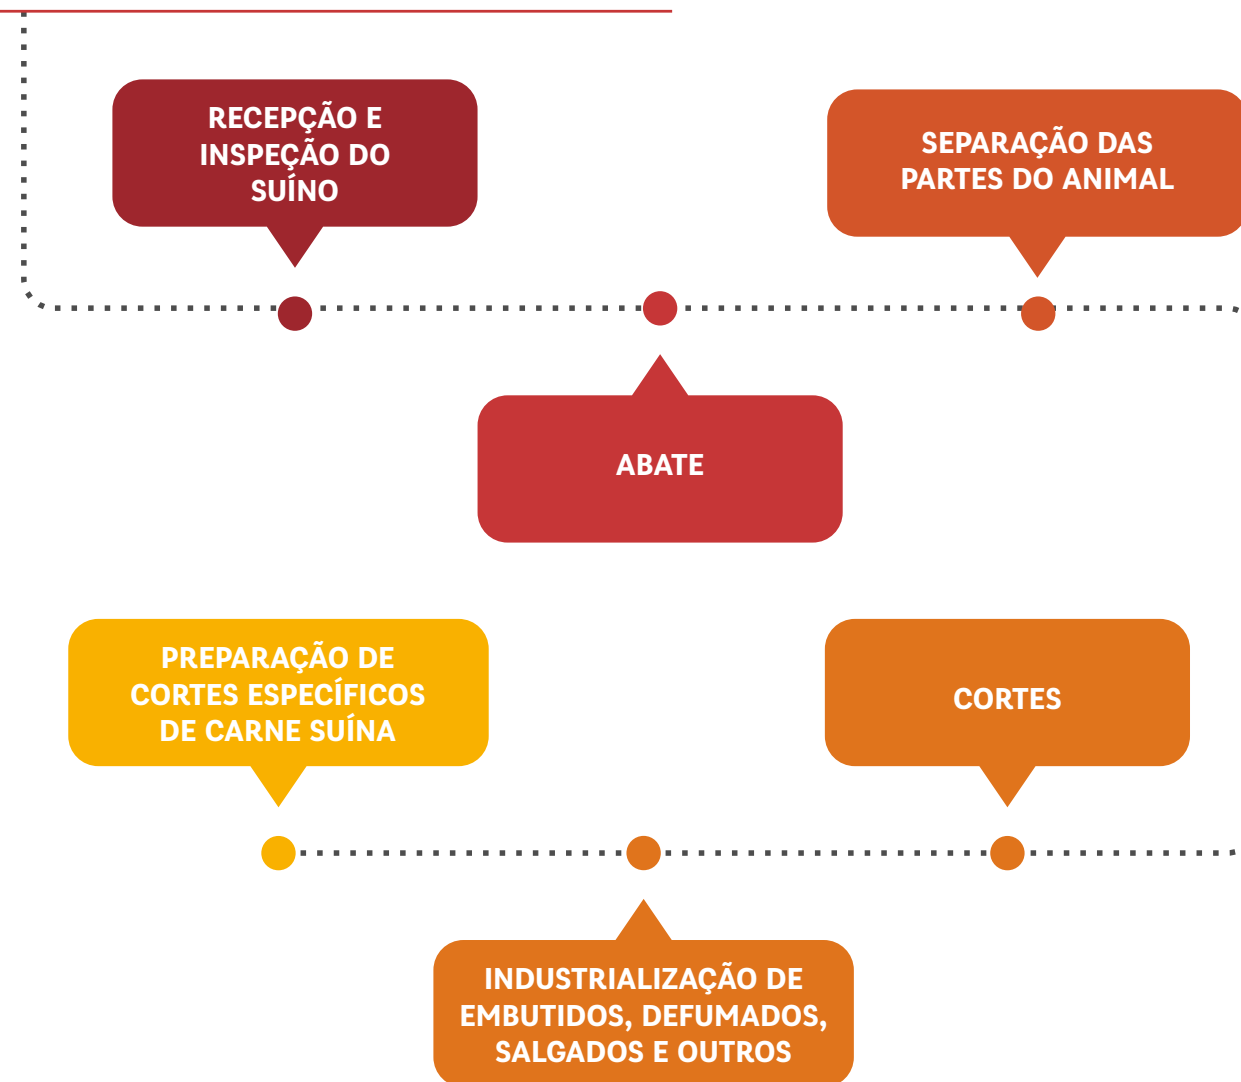 RECEPÇÃO E
INSPEÇÃO DO
SUÍNO
SEPARAÇÃO DAS
PARTES DO ANIMAL
ABATE
PREPARAÇÃO DE
CORTES ESPECÍFICOS
DE CARNE SUÍNA
CORTES
INDUSTRIALIZAÇÃO DE
EMBUTIDOS, DEFUMADOS,
SALGADOS E OUTROS